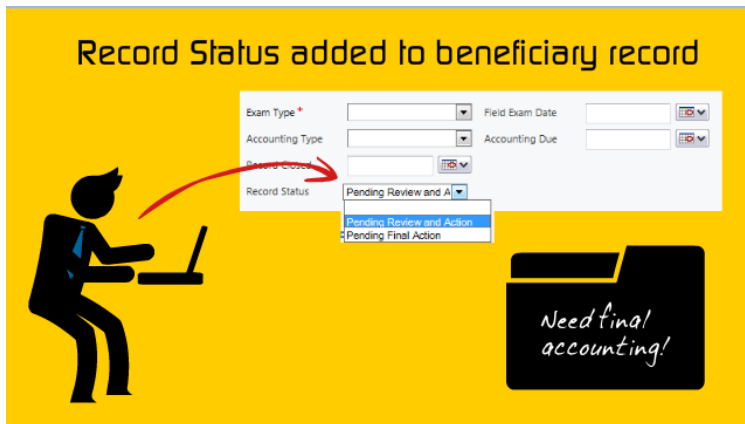 Record Status added to beneficiary record
Exam Type * Field Exam Date
Accounting Type Accounting Due
Record Closed
Record Status Pending Review and A
Pending Review and Action
Pending Final Action
Need final
accounting!